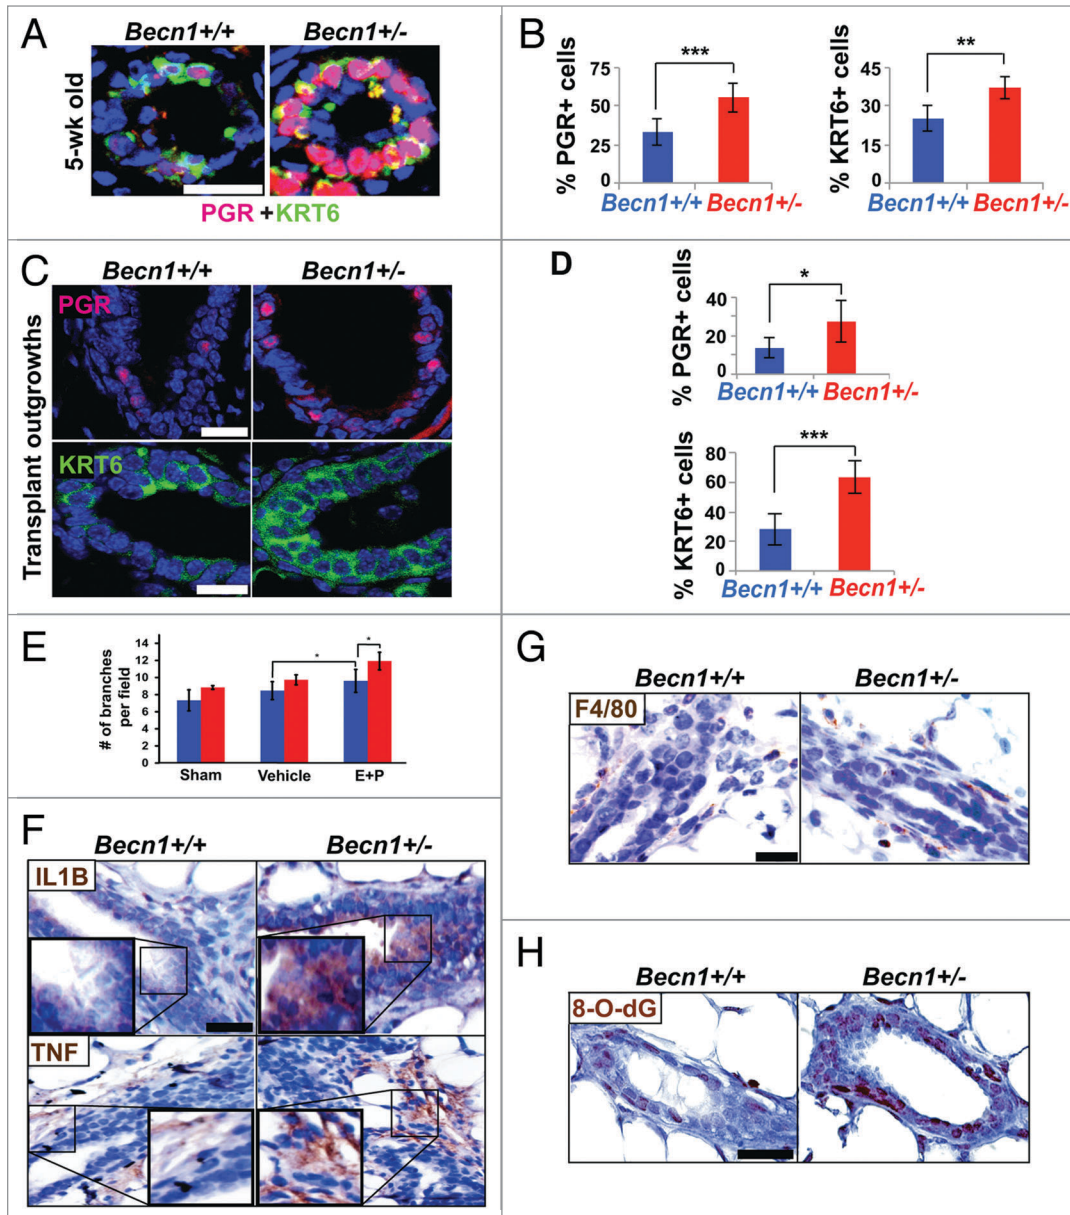 A
Becn1+/+
Becn1+/-
5-wk old
PGR +KRT6
B
% PGR+ cells
75
50
25
0
***
Becn1+/+ Becn1+/-
% KRT6+ cells
45
30
15
0
**
Becn1+/+ Becn1+/-
C
Becn1+/+
Becn1+/-
Transplant outgrowths
PGR
KRT6
D
% PGR+ cells
40
20
0
*
Becn1+/+ Becn1+/-
% KRT6+ cells
80
60
40
20
0
***
Becn1+/+ Becn1+/-
E
# of branches
per field
14
12
10
8
6
4
2
0
*
*
Sham
Vehicle
E+P
F
Becn1+/+
Becn1+/-
IL1B
TNF
G
Becn1+/+
Becn1+/-
F4/80
H
Becn1+/+
Becn1+/-
8-O-dG